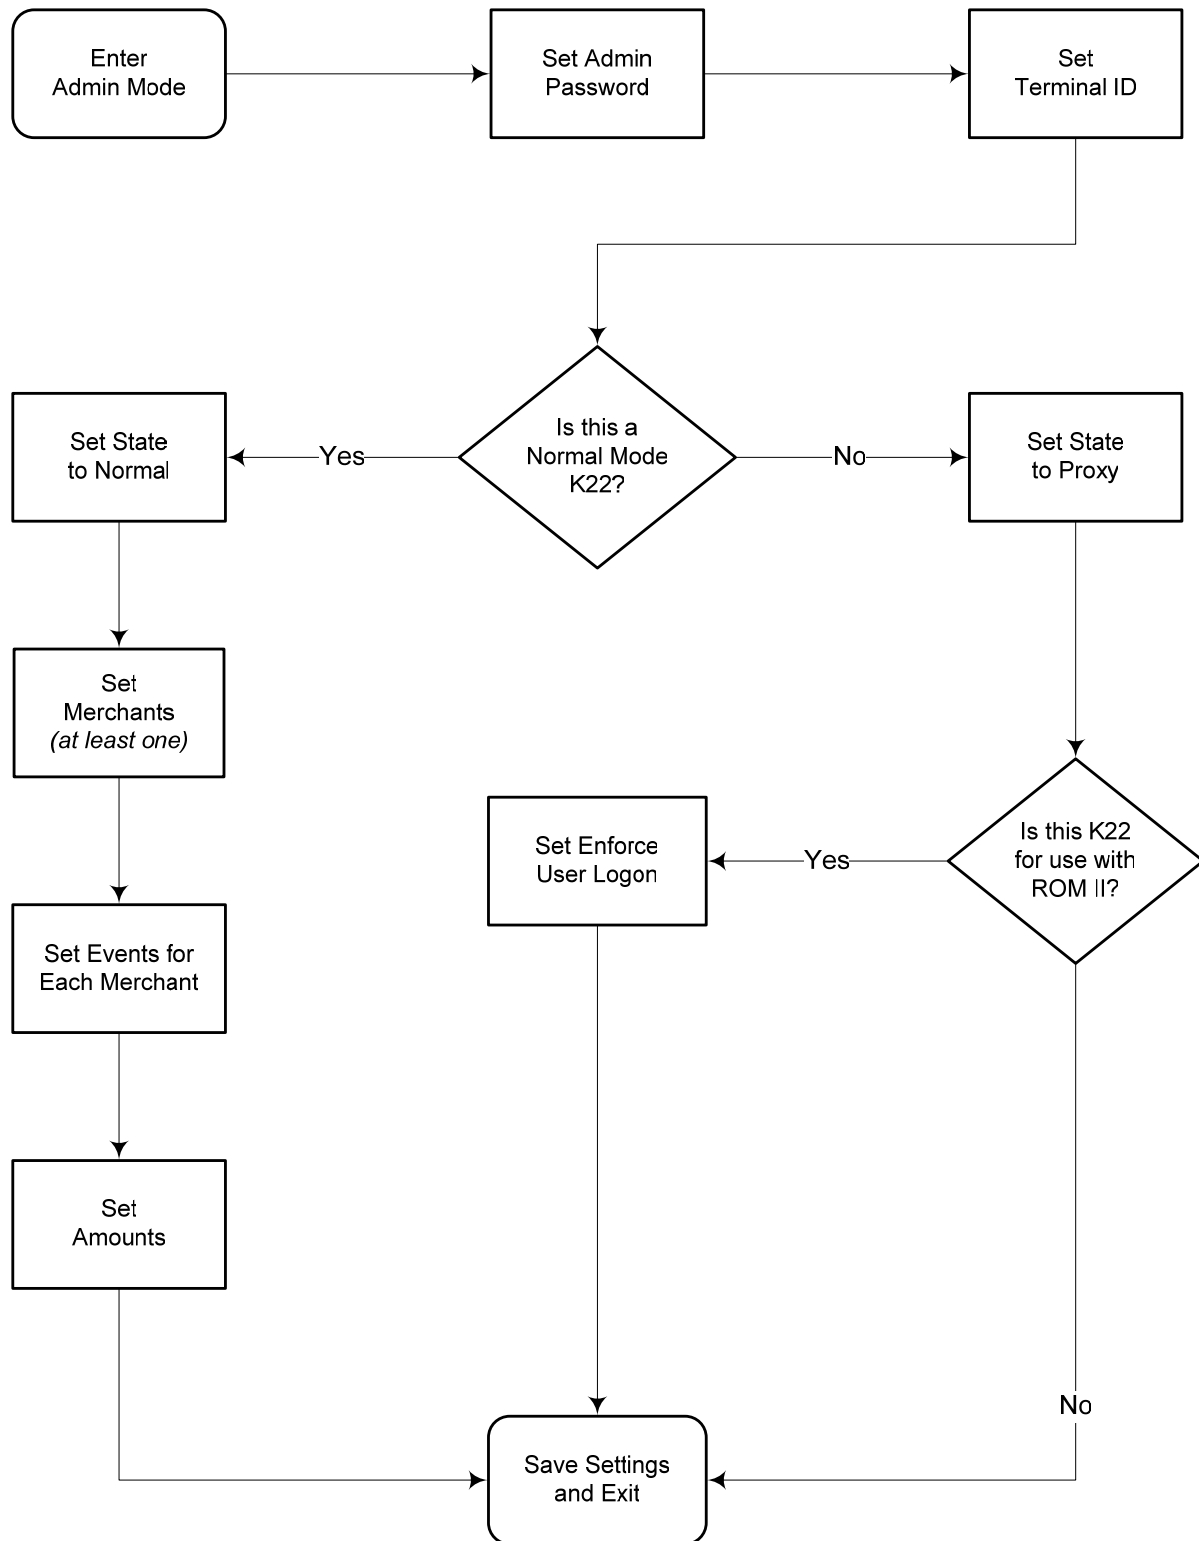 Enter
Admin Mode
Set Admin
Password
Set
Terminal ID
Is this a
Normal Mode
K22?
Yes
No
Set State
to Normal
Set State
to Proxy
Set
Merchants
(at least one)
Is this K22
for use with
ROM II?
Yes
Set Enforce
User Logon
Set Events for
Each Merchant
Set
Amounts
No
Save Settings
and Exit